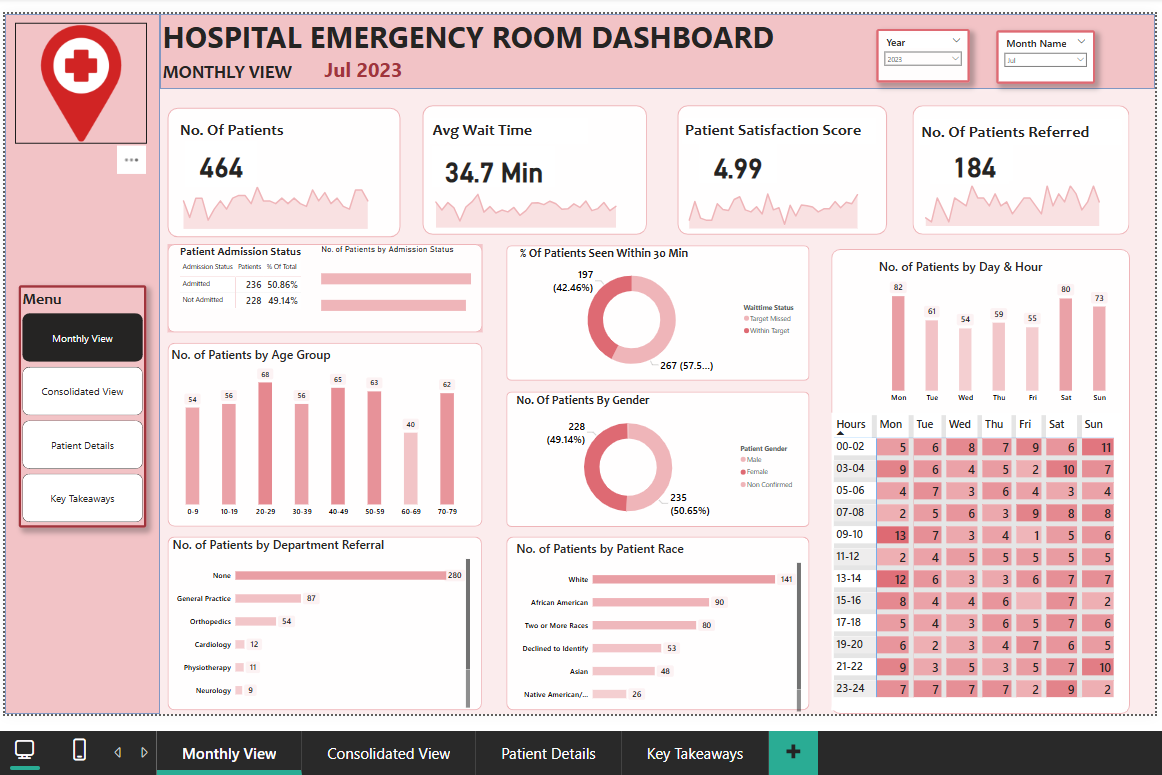 HOSPITAL EMERGENCY ROOM DASHBOARD
MONTHLY VIEW Jul 2023
Year
2023
Month Name
Jul
No. Of Patients
464
Avg Wait Time
34.7 Min
Patient Satisfaction Score
4.99
No. Of Patients Referred
184
Menu
Monthly View
Consolidated View
Patient Details
Key Takeaways
Patient Admission Status
Admission Status Patients % Of Total
Admitted 236 50.86%
Not Admitted 228 49.14%
No. of Patients by Admission Status
% Of Patients Seen Within 30 Min
197
(42.46%)
267 (57.5...)
Waittime Status
Target Missed
Within Target
No. of Patients by Age Group
54 56 68 56 65 63 40 62
0-9 10-19 20-29 30-39 40-49 50-59 60-69 70-79
No. Of Patients By Gender
228
(49.14%)
235
(50.65%)
Patient Gender
Male
Female
Non Confirmed
No. of Patients by Department Referral
None 280
General Practice 87
Orthopedics 54
Cardiology 12
Physiotherapy 11
Neurology 9
No. of Patients by Patient Race
White 141
African American 90
Two or More Races 80
Declined to Identify 53
Asian 48
Native American/... 26
No. of Patients by Day & Hour
82 61 54 59 55 80 73
Mon Tue Wed Thu Fri Sat Sun
Hours Mon Tue Wed Thu Fri Sat Sun
00-02 5 6 8 7 9 6 11
03-04 9 6 4 5 2 10 7
05-06 4 7 3 6 4 3 4
07-08 2 5 6 3 9 8 8
09-10 13 7 3 4 1 5 6
11-12 2 4 5 5 5 5 5
13-14 12 6 3 3 6 7 7
15-16 8 4 4 6 7 2
17-18 5 4 3 6 5 7 6
19-20 6 2 3 4 7 6 5
21-22 9 3 5 3 5 7 10
23-24 7 7 7 7 2 9 2
Monthly View
Consolidated View
Patient Details
Key Takeaways